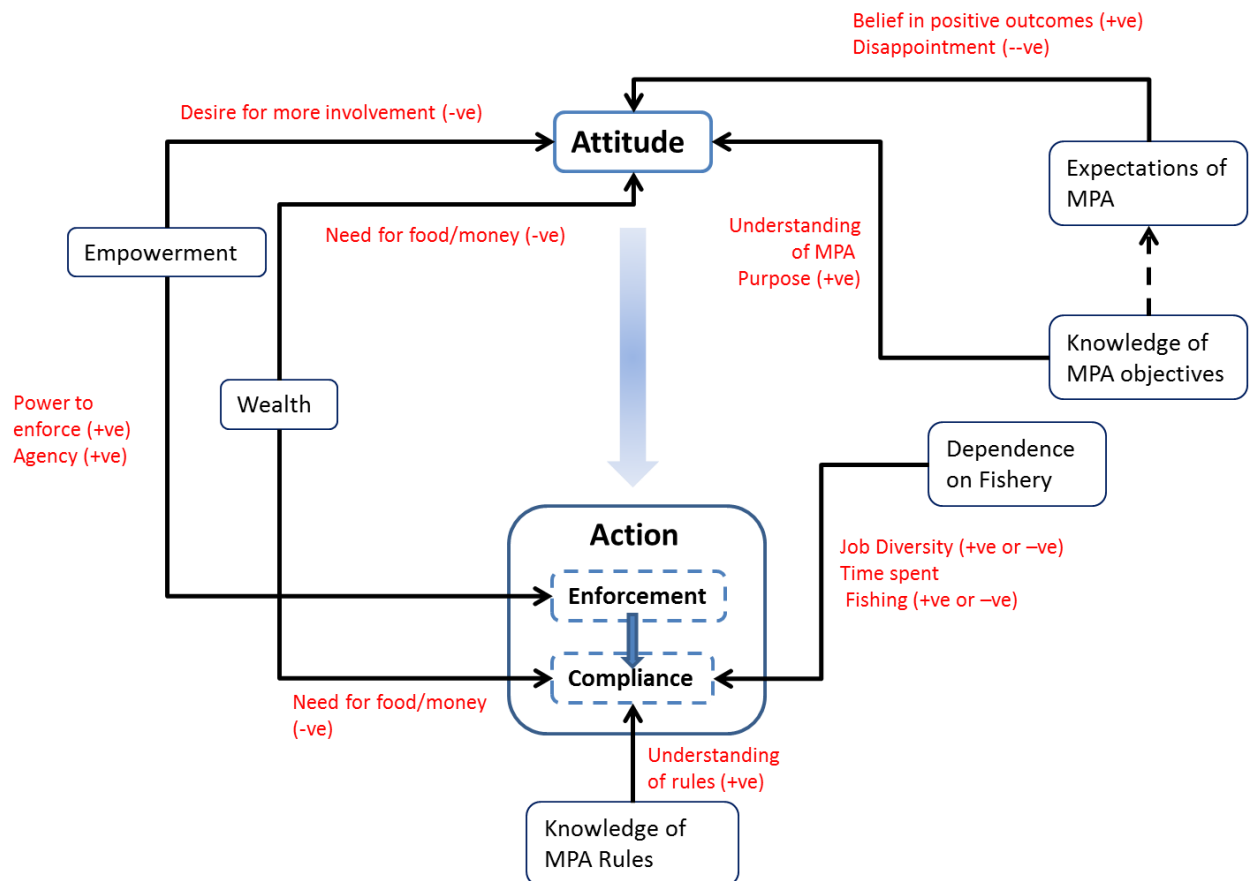 Belief in positive outcomes (+ve)
Disappointment (--ve)
Desire for more involvement (-ve)
Attitude
Expectations of
MPA
Need for food/money (-ve)
Understanding
of MPA
Purpose (+ve)
Empowerment
Knowledge of
MPA objectives
Wealth
Power to
enforce (+ve)
Agency (+ve)
Dependence
on Fishery
Action
Job Diversity (+ve or –ve)
Time spent
Fishing (+ve or –ve)
Enforcement
Compliance
Need for food/money
(-ve)
Understanding
of rules (+ve)
Knowledge of
MPA Rules